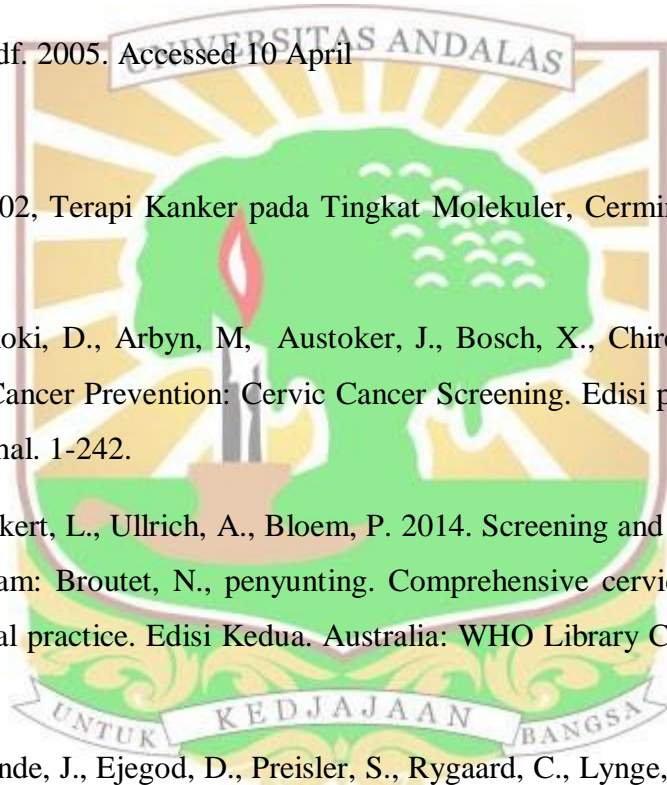 df. 2005. Accessed 10 April
UNIVERSITAS ANDALAS
02, Terapi Kanker pada Tingkat Molekuler, Cermin
oki, D., Arbyn, M, Austoker, J., Bosch, X., Chir
Cancer Prevention: Cervic Cancer Screening. Edisi p
nal. 1-242.
kert, L., Ullrich, A., Bloem, P. 2014. Screening and
am: Broutet, N., penyunting. Comprehensive cervic
al practice. Edisi Kedua. Australia: WHO Library C
UNTUK KEDJAJAAN BANGSA
nde, J., Ejegod, D., Preisler, S., Rygaard, C., Lynge,